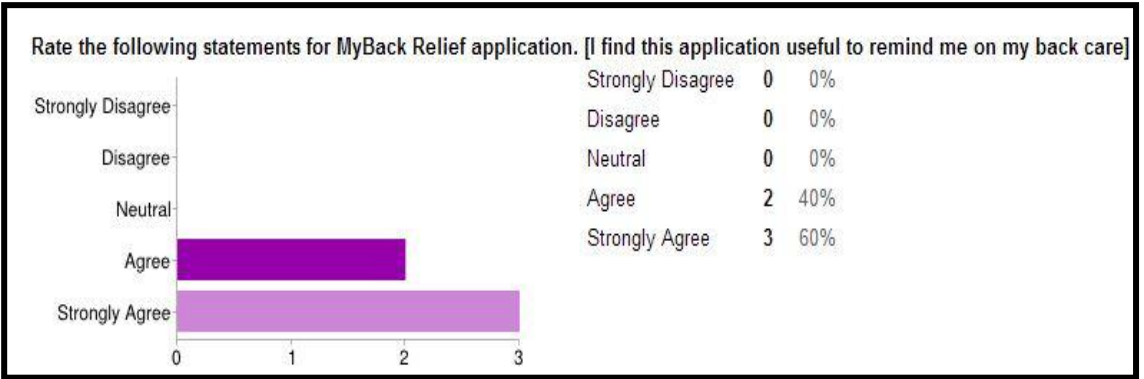 Rate the following statements for MyBack Relief application. [I find this application useful to remind me on my back care]
Strongly Disagree
Disagree
Neutral
Agree
Strongly Agree
0 1 2 3
Strongly Disagree 0 0%
Disagree 0 0%
Neutral 0 0%
Agree 2 40%
Strongly Agree 3 60%